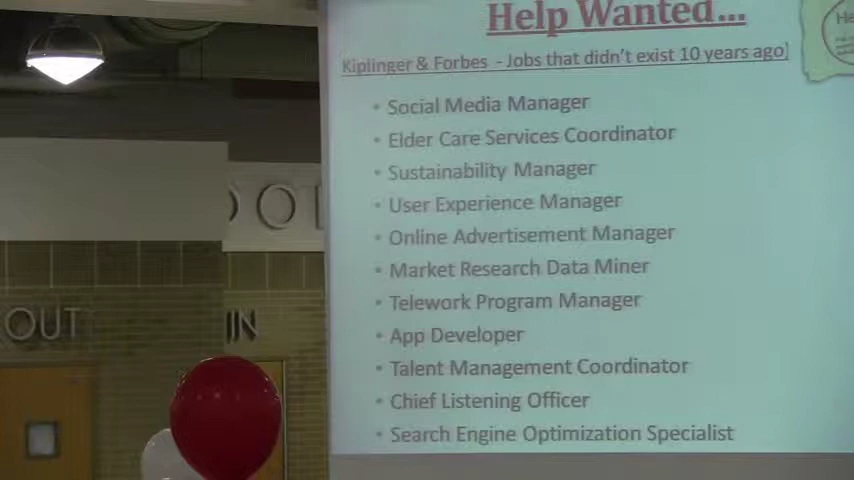 Help Wanted...
Kiplinger & Forbes - Jobs that didn't exist 10 years ago]
• Social Media Manager
• Elder Care Services Coordinator
• Sustainability Manager
• User Experience Manager
• Online Advertisement Manager
• Market Research Data Miner
• Telework Program Manager
• App Developer
• Talent Management Coordinator
• Chief Listening Officer
• Search Engine Optimization Specialist
OUT
IN